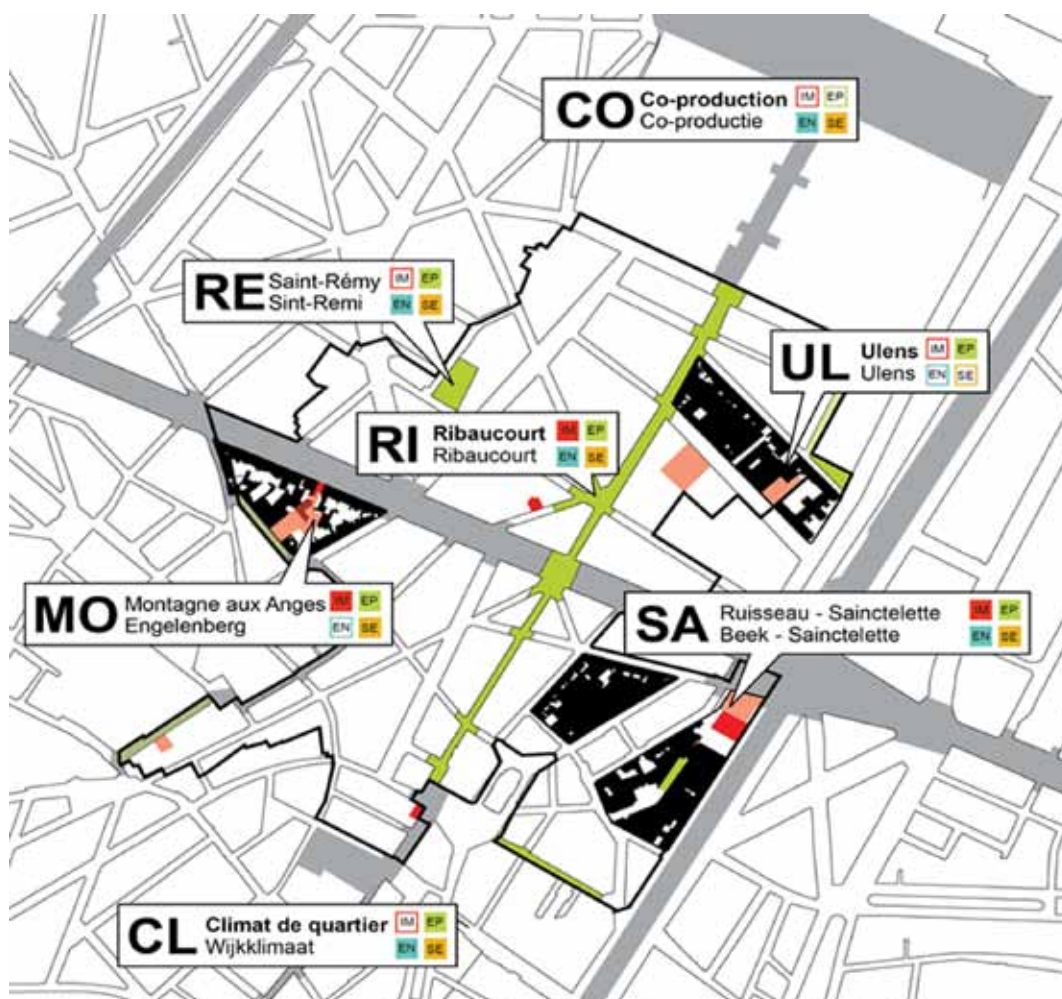 CO Co-production IM EP
Co-productie EN SE
RE Saint-Rémy IM EP
Sint-Remi EN SE
UL Ulens IM EP
Ulens EN SE
RI Ribaucourt IM EP
Ribaucourt EN SE
MO Montagne aux Anges IM EP
Engelenberg EN SE
SA Ruisseau - Sainctelette IM EP
Beek - Sainctelette EN SE
CL Climat de quartier IM EP
Wijkklimaat EN SE